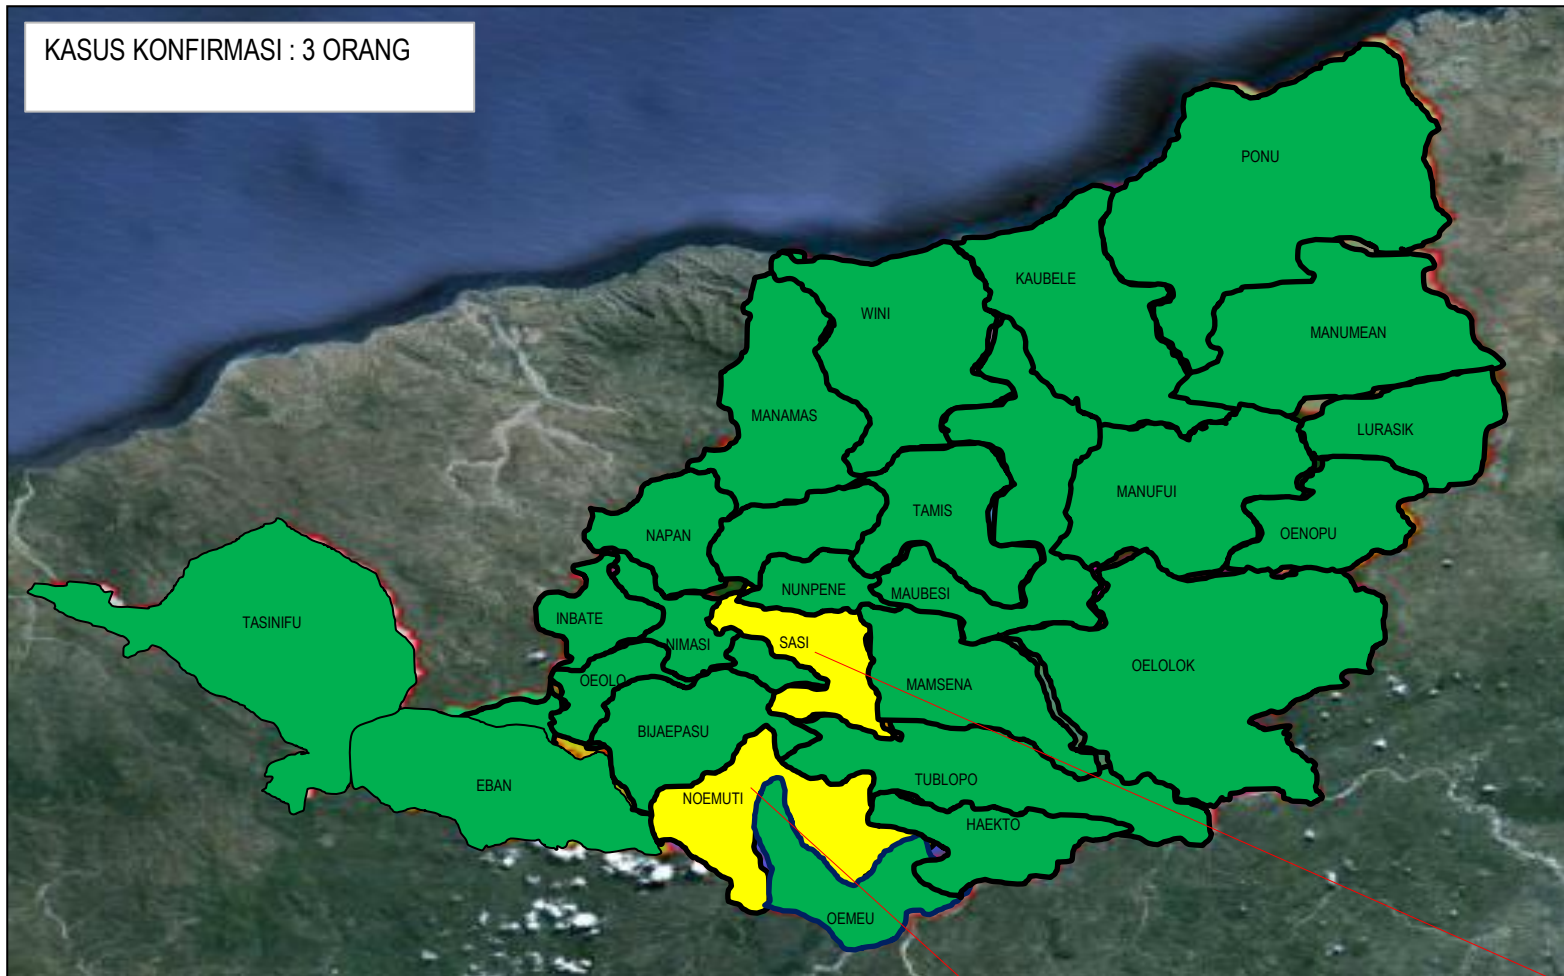 KASUS KONFIRMASI : 3 ORANG
PONU
KAUBELE
WINI
MANUMEAN
MANAMAS
LURASIK
MANUFUI
TAMIS
OENOPU
NAPAN
NUNPENE
MAUBESI
INBATE
TASINIFU
NIMASI
SASI
OELOLOK
OEOLO
MAMSENA
BIJAEPASU
TUBLOPO
EBAN
NOEMUTI
HAEKTO
OEMEU